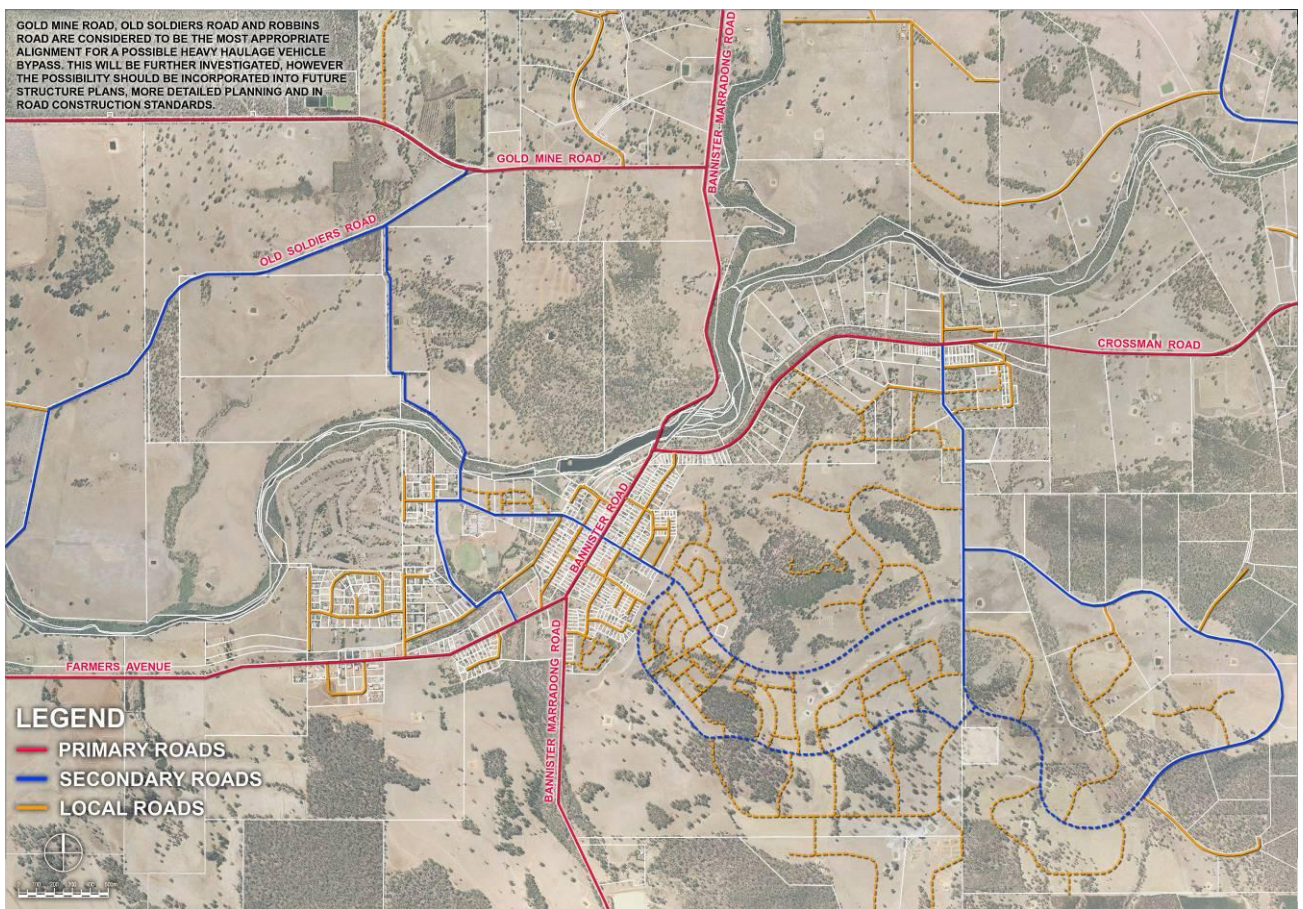 GOLD MINE ROAD, OLD SOLDIERS ROAD AND ROBBINS
ROAD ARE CONSIDERED TO BE THE MOST APPROPRIATE
ALIGNMENT FOR A POSSIBLE HEAVY HAULAGE VEHICLE
BYPASS. THIS WILL BE FURTHER INVESTIGATED, HOWEVER
THE POSSIBILITY SHOULD BE INCORPORATED INTO FUTURE
STRUCTURE PLANS, MORE DETAILED PLANNING AND IN
ROAD CONSTRUCTION STANDARDS.
BANNISTER MARRADONG ROAD
GOLD MINE ROAD
OLD SOLDIERS ROAD
CROSSMAN ROAD
BANNISTER ROAD
FARMERS AVENUE
BANNISTER MARRADONG ROAD
LEGEND
PRIMARY ROADS
SECONDARY ROADS
LOCAL ROADS